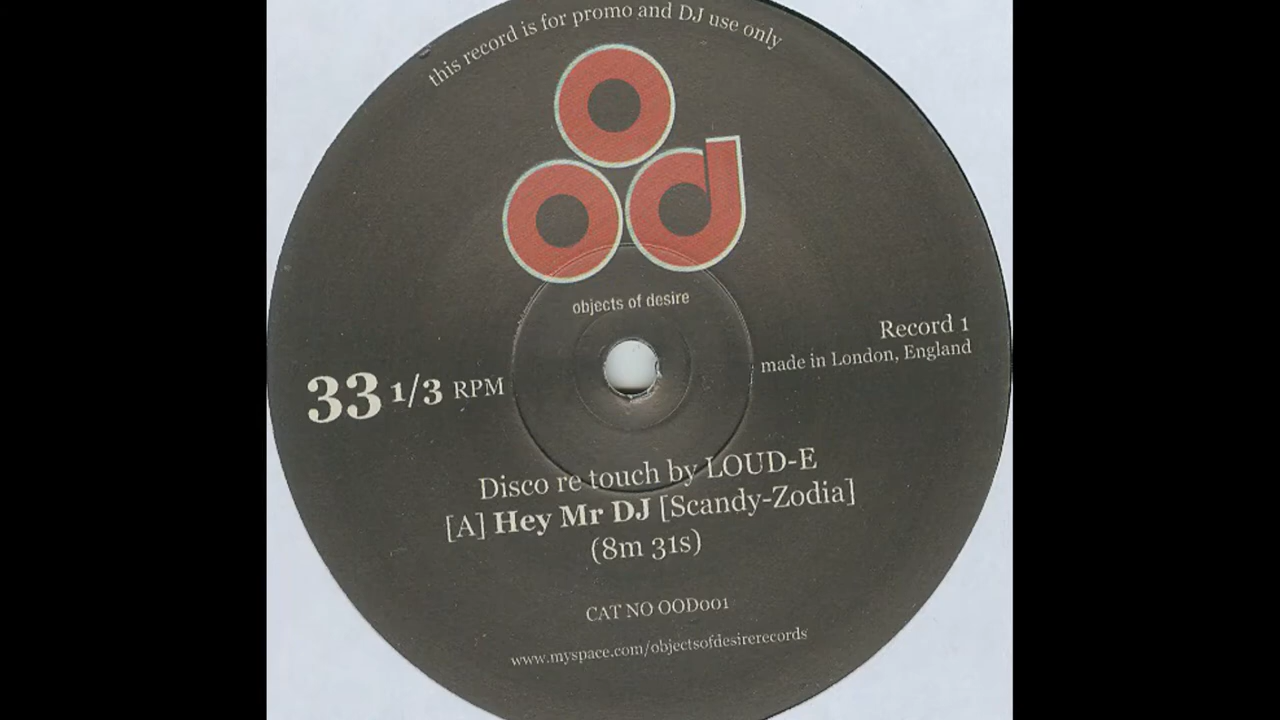 this record is for promo and DJ use only
ood
objects of desire
Record 1
made in London, England
33 1/3 RPM
Disco re touch by LOUD-E
[A] Hey Mr DJ [Scandy-Zodia]
(8m 31s)
CAT NO OOD001
www.myspace.com/objectsofdesirerecords